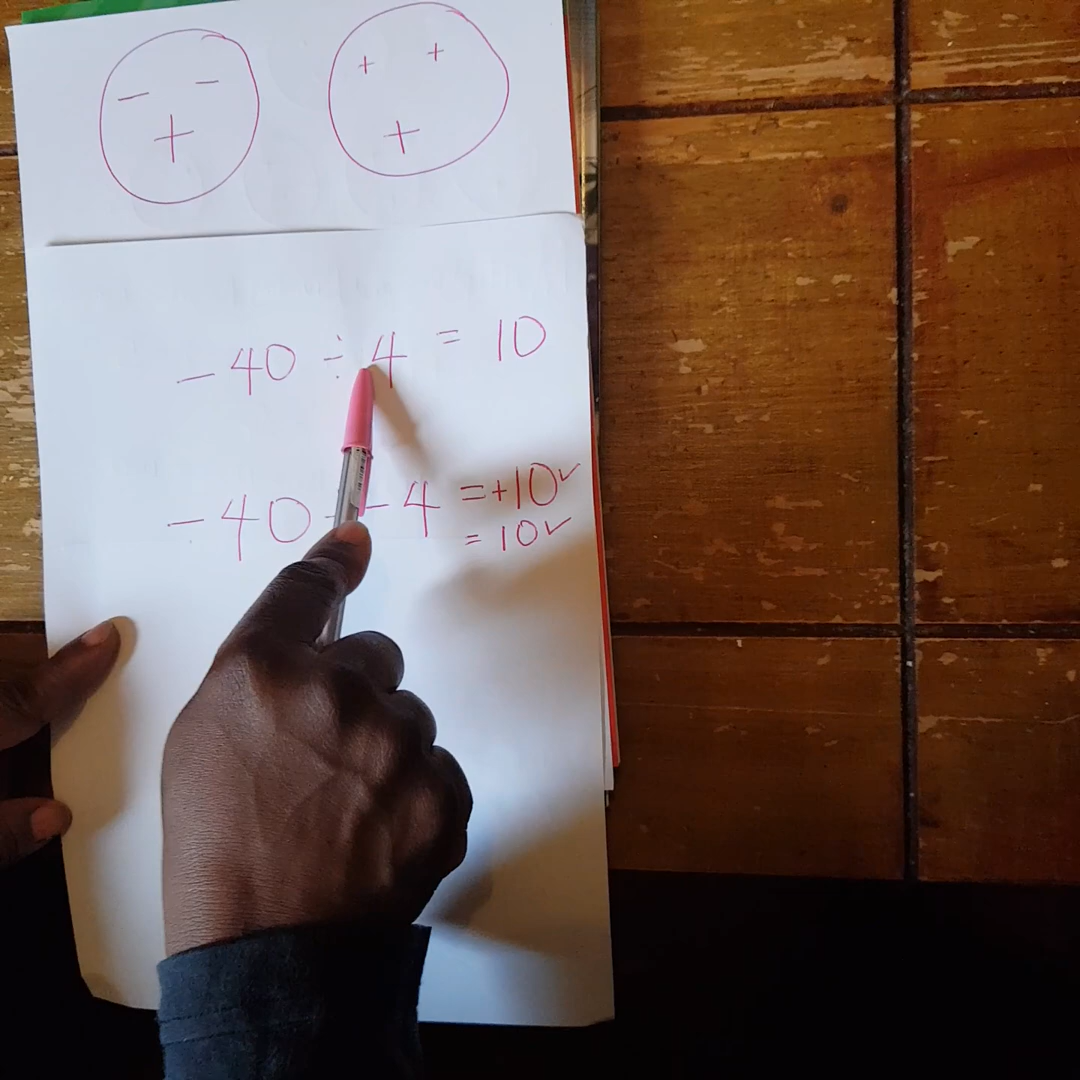 − −
+
+ +
+
− 40 ÷ 4 = 10
− 40 − 4 = +10✓
= 10✓